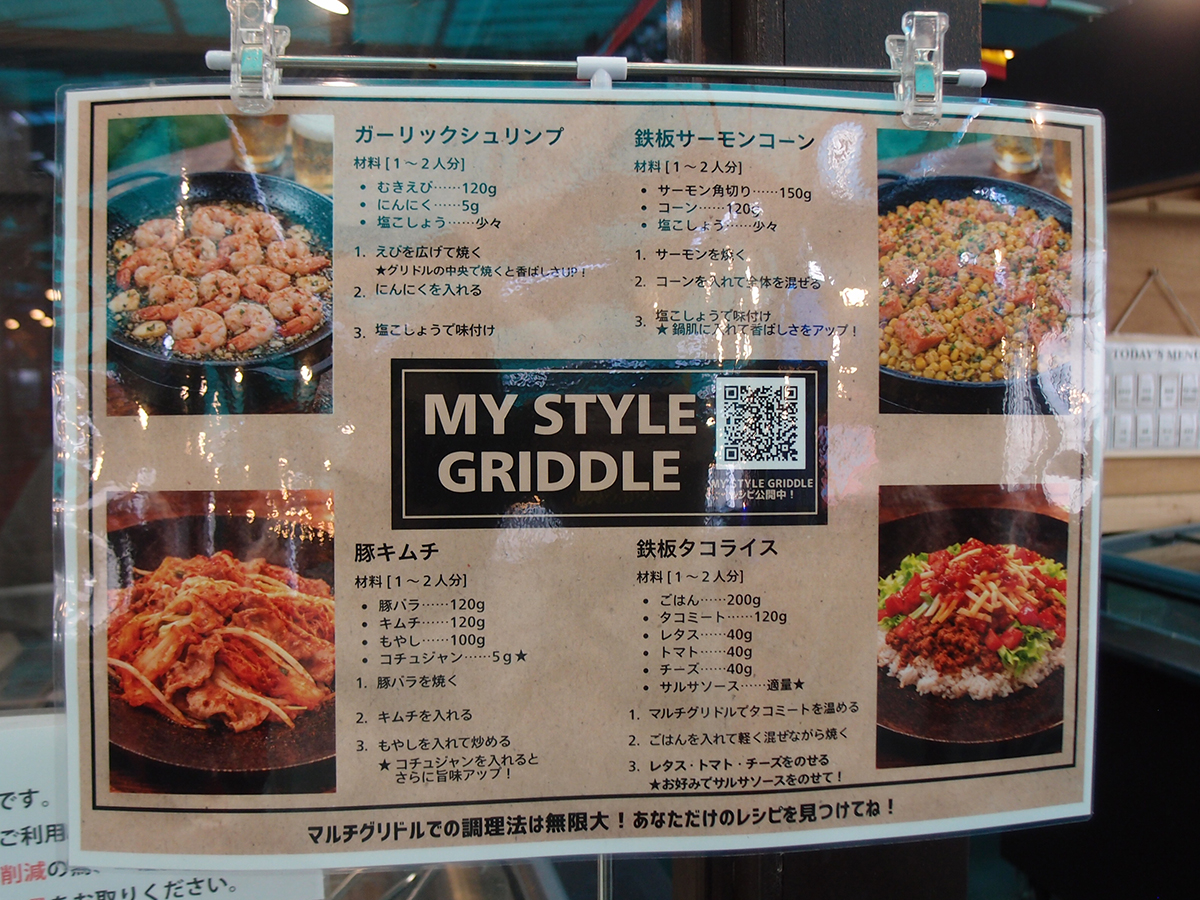 ガーリックシュリンプ
材料 [1〜2人分]
• むきえび……120g
• にんにく……5g
• 塩こしょう……少々
1. えびを広げて焼く
★グリドルの中央で焼くと香ばしさUP!
2. にんにくを入れる
3. 塩こしょうで味付け
鉄板サーモンコーン
材料 [1〜2人分]
• サーモン角切り……150g
• コーン……120g
• 塩こしょう……少々
1. サーモンを焼く
2. コーンを入れて全体を混ぜる
3. 塩こしょうで味付け
★ 鍋肌に入れて香ばしさをアップ!
MY STYLE
GRIDDLE
MY STYLE GRIDDLE
レシピ公開中!
豚キムチ
材料 [1〜2人分]
• 豚バラ……120g
• キムチ……120g
• もやし……100g
• コチュジャン……5g★
1. 豚バラを焼く
2. キムチを入れる
3. もやしを入れて炒める
★ コチュジャンを入れると
さらに旨味アップ!
鉄板タコライス
材料 [1〜2人分]
• ごはん……200g
• タコミート……120g
• レタス……40g
• トマト……40g
• チーズ……40g
• サルサソース……適量★
1. マルチグリドルでタコミートを温める
2. ごはんを入れて軽く混ぜながら焼く
3. レタス・トマト・チーズをのせる
★お好みでサルサソースをのせて!
マルチグリドルでの調理法は無限大!あなただけのレシピを見つけてね!
TODAY'S MENU
です。
ご利用
削減の
をお取りください。